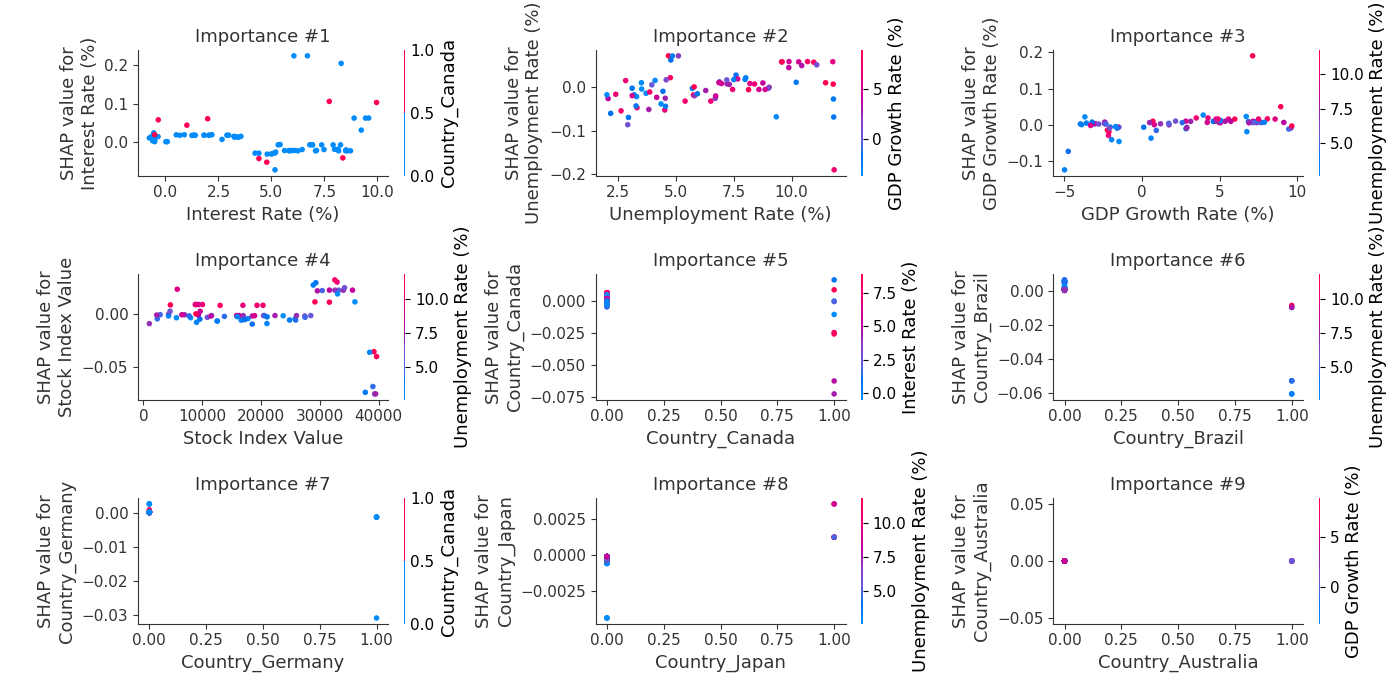 Importance #1
SHAP value for
Interest Rate (%)
0.2
0.1
0.0
0.0
2.5
5.0
7.5
10.0
Interest Rate (%)
1.0
0.5
0.0
Country_Canada
Importance #2
SHAP value for
Unemployment Rate (%)
0.0
−0.1
−0.2
2.5
5.0
7.5
10.0
Unemployment Rate (%)
5
0
GDP Growth Rate (%)
Importance #3
SHAP value for
GDP Growth Rate (%)
0.2
0.1
0.0
−0.1
−5
0
5
10
GDP Growth Rate (%)
10.0
7.5
5.0
Unemployment Rate (%)
Importance #4
SHAP value for
Stock Index Value
0.00
−0.05
0
10000
20000
30000
40000
Stock Index Value
10.0
7.5
5.0
Unemployment Rate (%)
Importance #5
SHAP value for
Country_Canada
0.000
−0.025
−0.050
−0.075
0.00
0.25
0.50
0.75
1.00
Country_Canada
7.5
5.0
2.5
0.0
Interest Rate (%)
Importance #6
SHAP value for
Country_Brazil
0.00
−0.02
−0.04
−0.06
0.00
0.25
0.50
0.75
1.00
Country_Brazil
10.0
7.5
5.0
Unemployment Rate (%)
Importance #7
SHAP value for
Country_Germany
0.00
−0.01
−0.02
−0.03
0.00
0.25
0.50
0.75
1.00
Country_Germany
1.0
0.5
0.0
Country_Canada
Importance #8
SHAP value for
Country_Japan
0.0025
0.0000
−0.0025
0.00
0.25
0.50
0.75
1.00
Country_Japan
10.0
7.5
5.0
Unemployment Rate (%)
Importance #9
SHAP value for
Country_Australia
0.05
0.00
−0.05
0.00
0.25
0.50
0.75
1.00
Country_Australia
5
0
GDP Growth Rate (%)